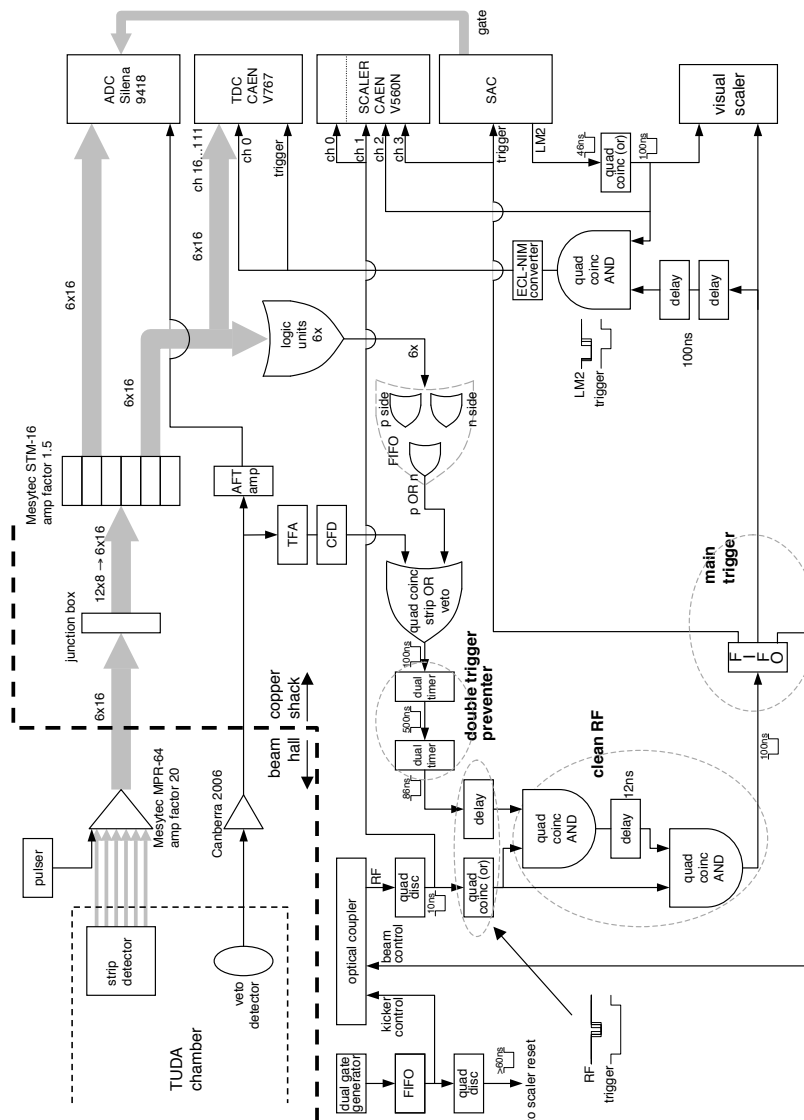 TUDA
chamber
strip
detector
veto
detector
pulser
Mesytec MPR-64
amp factor 20
Canberra 2006
6x16
beam
hall
copper
shack
junction box
12x8 → 6x16
Mesytec STM-16
amp factor 1.5
6x16
6x16
6x16
AFT
amp
TFA
CFD
ADC
Silena
9418
TDC
CAEN
V767
ch 16...111
ch 0
trigger
SCALER
CAEN
V560N
ch 0
ch 1
ch 2
ch 3
SAC
gate
trigger
LM2
visual
scaler
46ns
quad
coinc (or)
100ns
logic
units
6x
6x
p side
n side
FIFO
p OR n
quad coinc
strip OR
veto
100ns
dual
timer
500ns
dual
timer
86ns
double trigger
preventer
ECL-NIM
converter
quad
coinc
AND
delay
delay
100ns
LM2
trigger
dual gate
generator
FIFO
quad
disc
≥60ns
o scaler reset
kicker
control
beam
control
optical coupler
RF
quad
disc
10ns
quad
coinc (or)
delay
RF
trigger
clean RF
quad
coinc
AND
12ns
delay
quad
coinc
AND
100ns
main
trigger
F
I
F
O